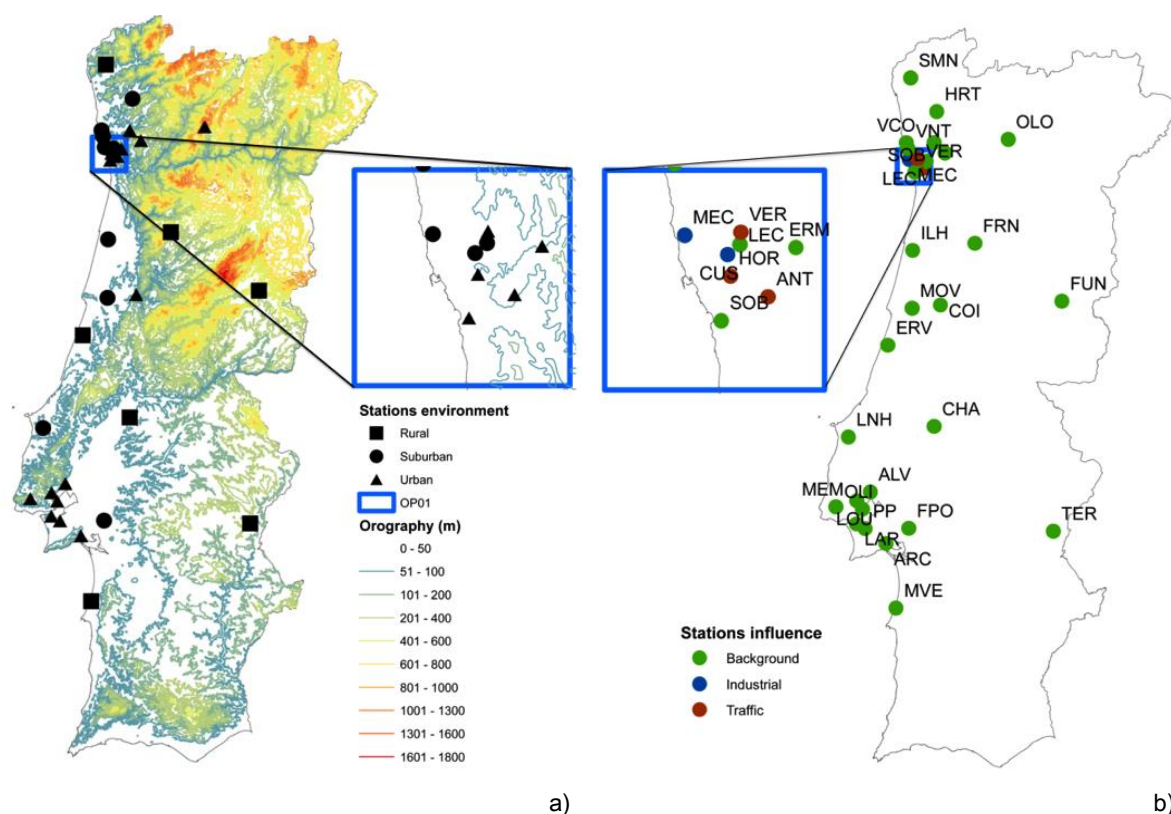 Stations environment
Rural
Suburban
Urban
OP01
Orography (m)
0 - 50
51 - 100
101 - 200
201 - 400
401 - 600
601 - 800
801 - 1000
1001 - 1300
1301 - 1600
1601 - 1800
a)
SMN
HRT
OLO
VCO
VNT
SOB
VER
LEC
MEC
ILH
FRN
MOV
COI
FUN
ERV
LNH
CHA
ALV
MEM
OLI
LOU
FPO
LAR
ARC
TER
MVE
MEC
VER
LEC
ERM
HOR
CUS
ANT
SOB
Stations influence
Background
Industrial
Traffic
b)